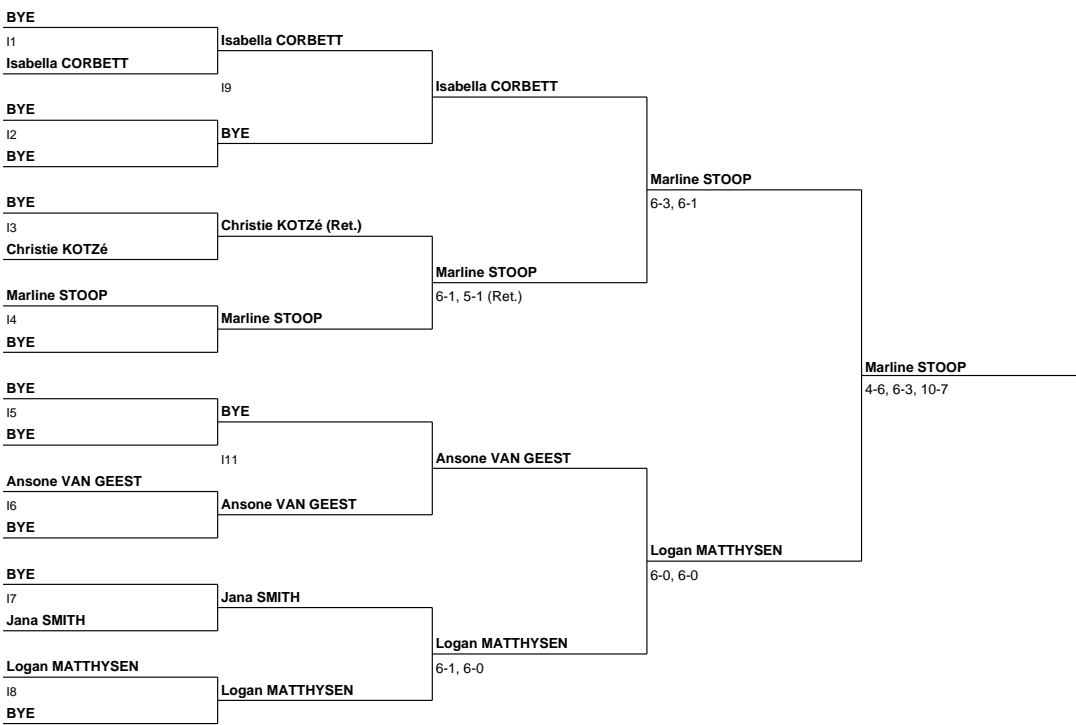 BYE
I1
Isabella CORBETT
Isabella CORBETT
I9
BYE
I2
BYE
BYE
Isabella CORBETT
BYE
I3
Christie KOTZé
Christie KOTZé (Ret.)
Marline STOOP
I4
BYE
Marline STOOP
Marline STOOP
6-1, 5-1 (Ret.)
Marline STOOP
6-3, 6-1
BYE
I5
BYE
BYE
I11
Ansone VAN GEEST
I6
BYE
Ansone VAN GEEST
Ansone VAN GEEST
BYE
I7
Jana SMITH
Jana SMITH
Logan MATTHYSEN
I8
BYE
Logan MATTHYSEN
Logan MATTHYSEN
6-1, 6-0
Logan MATTHYSEN
6-0, 6-0
Marline STOOP
4-6, 6-3, 10-7